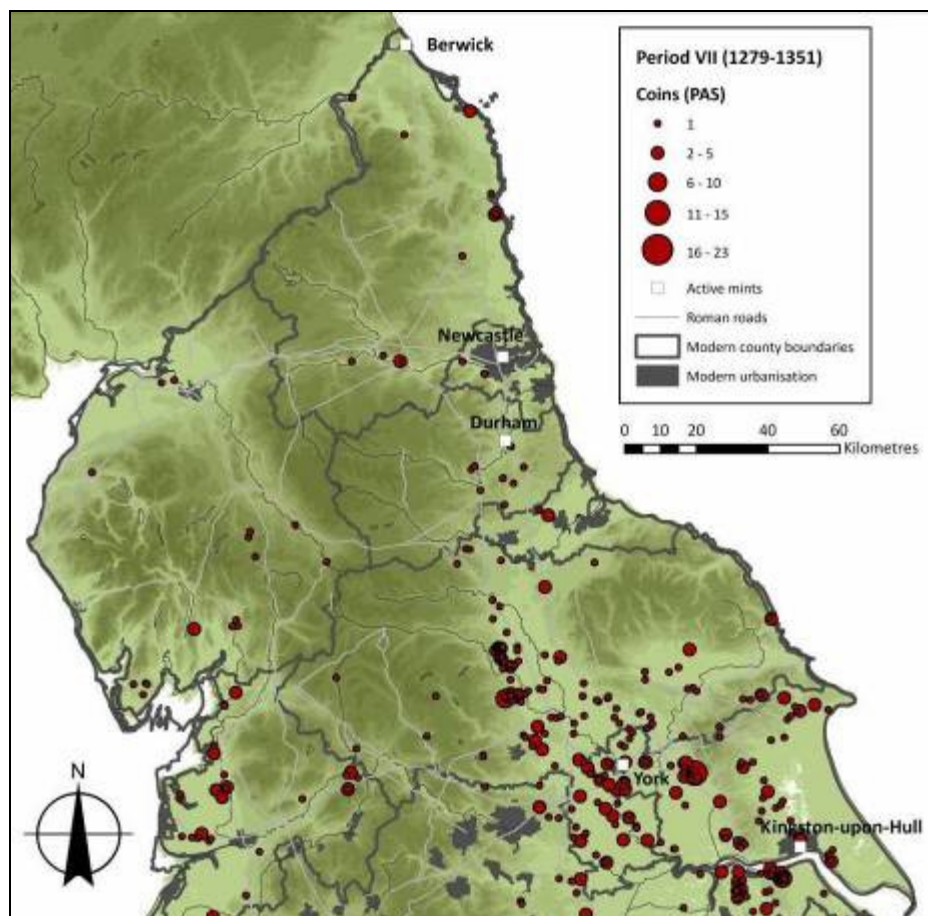 Berwick
Period VII (1279-1351)
Coins (PAS)
1
2 - 5
6 - 10
11 - 15
16 - 23
Active mints
Roman roads
Modern county boundaries
Modern urbanisation
Newcastle
Durham
0 10 20 40 60
Kilometres
N
York
Kingston-upon-Hull